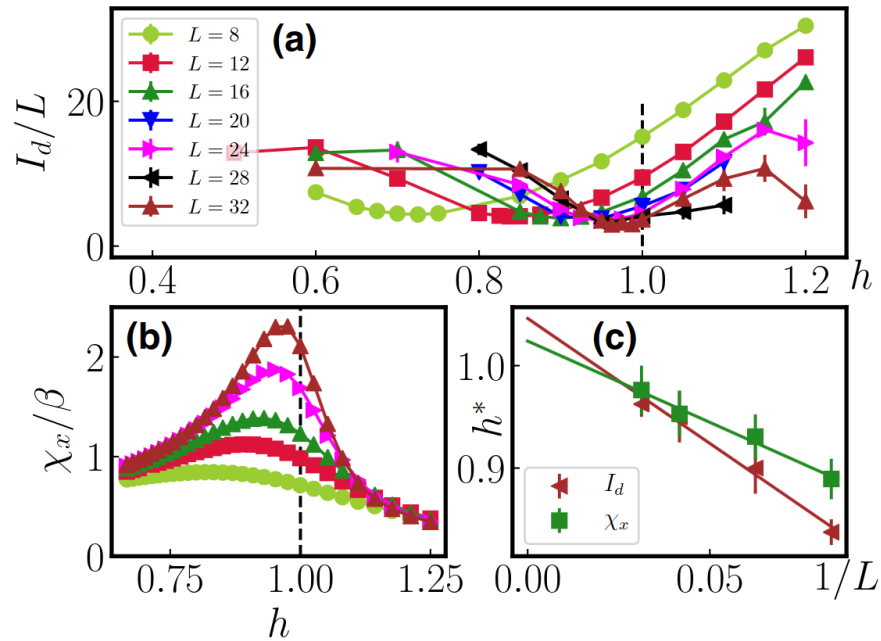 (a)
L = 8
L = 12
L = 16
L = 20
L = 24
L = 28
L = 32
I_d/L
20
0
0.4 0.6 0.8 1.0 1.2
h
(b)
χ_x/β
2
1
0
0.75 1.00 1.25
h
(c)
h*
1.0
0.9
I_d
χ_x
0.00 0.05 1/L